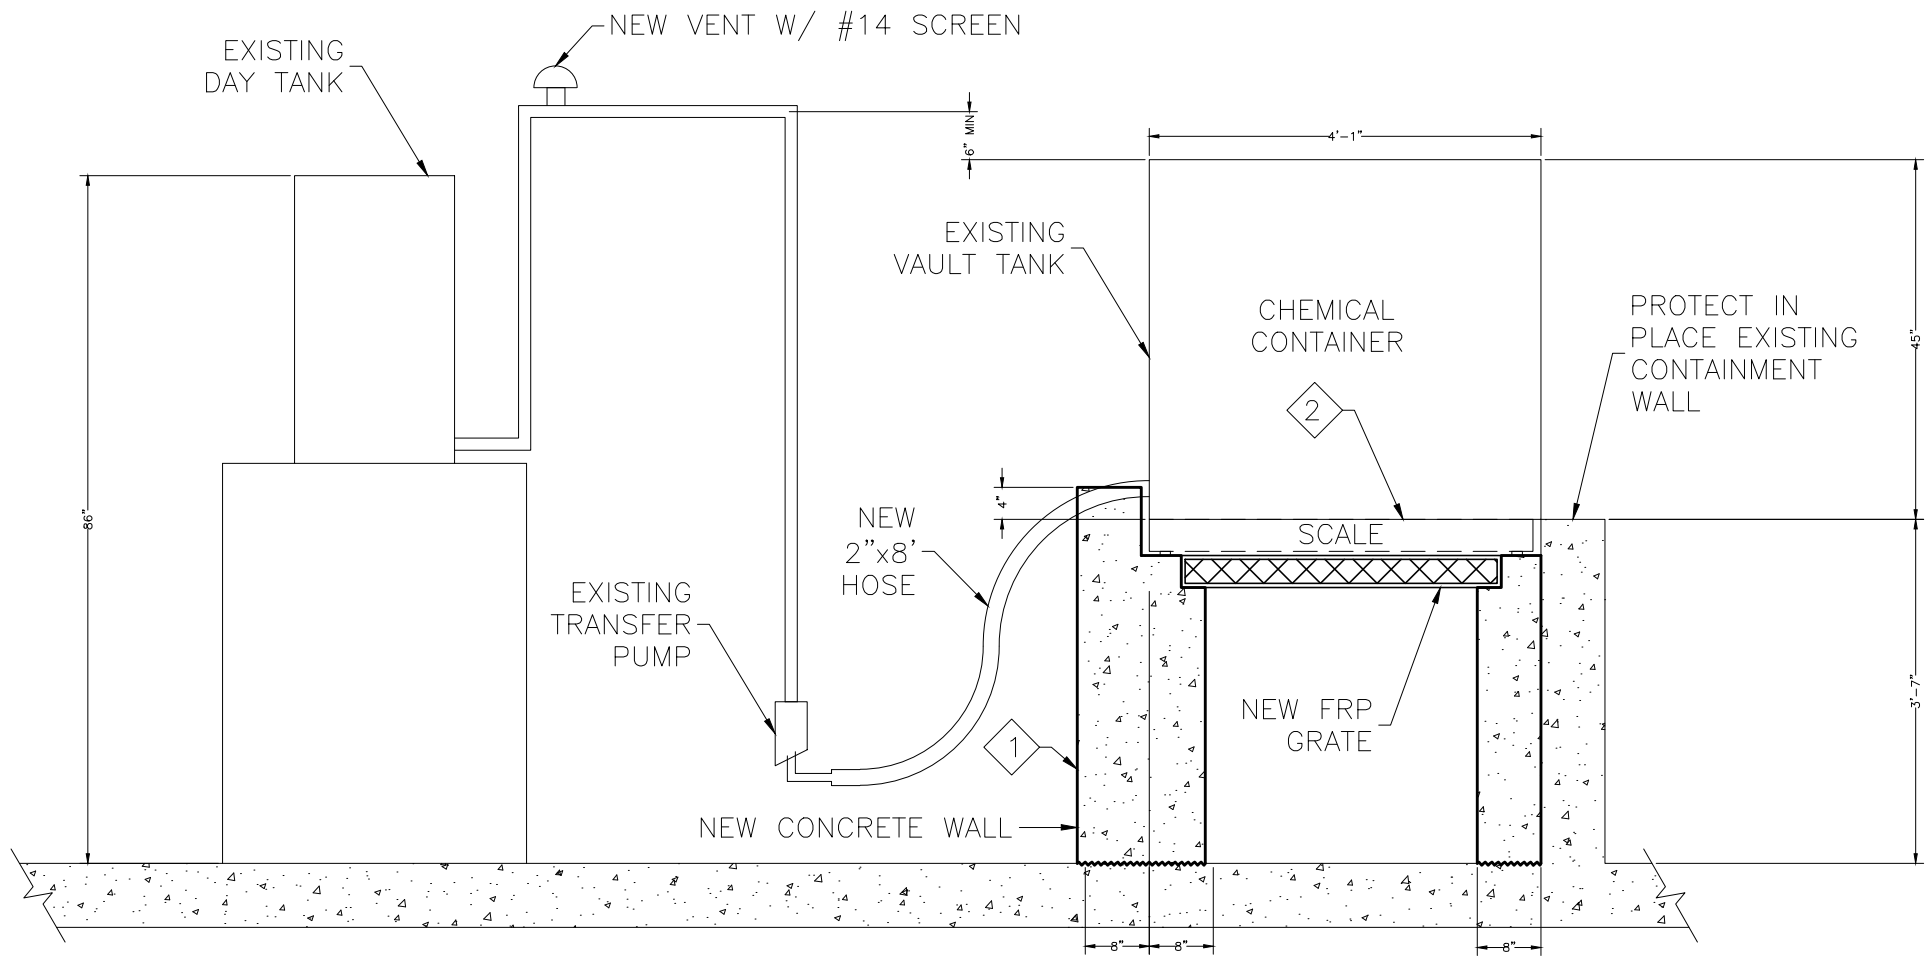 NEW VENT W/ #14 SCREEN
EXISTING
DAY TANK
6" MIN
4'-1"
EXISTING
VAULT TANK
CHEMICAL
CONTAINER
PROTECT IN
PLACE EXISTING
CONTAINMENT
WALL
45"
2
86"
4"
NEW
2"x8'
HOSE
SCALE
EXISTING
TRANSFER
PUMP
NEW FRP
GRATE
3'-7"
1
NEW CONCRETE WALL
8"
8"
8"